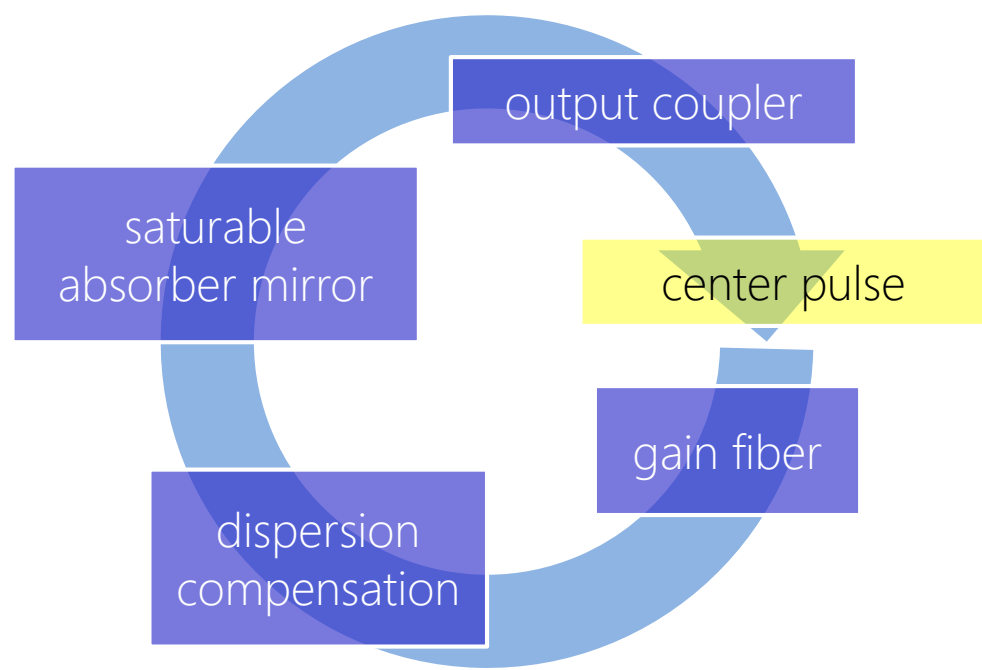 output coupler
saturable
absorber mirror
center pulse
gain fiber
dispersion
compensation